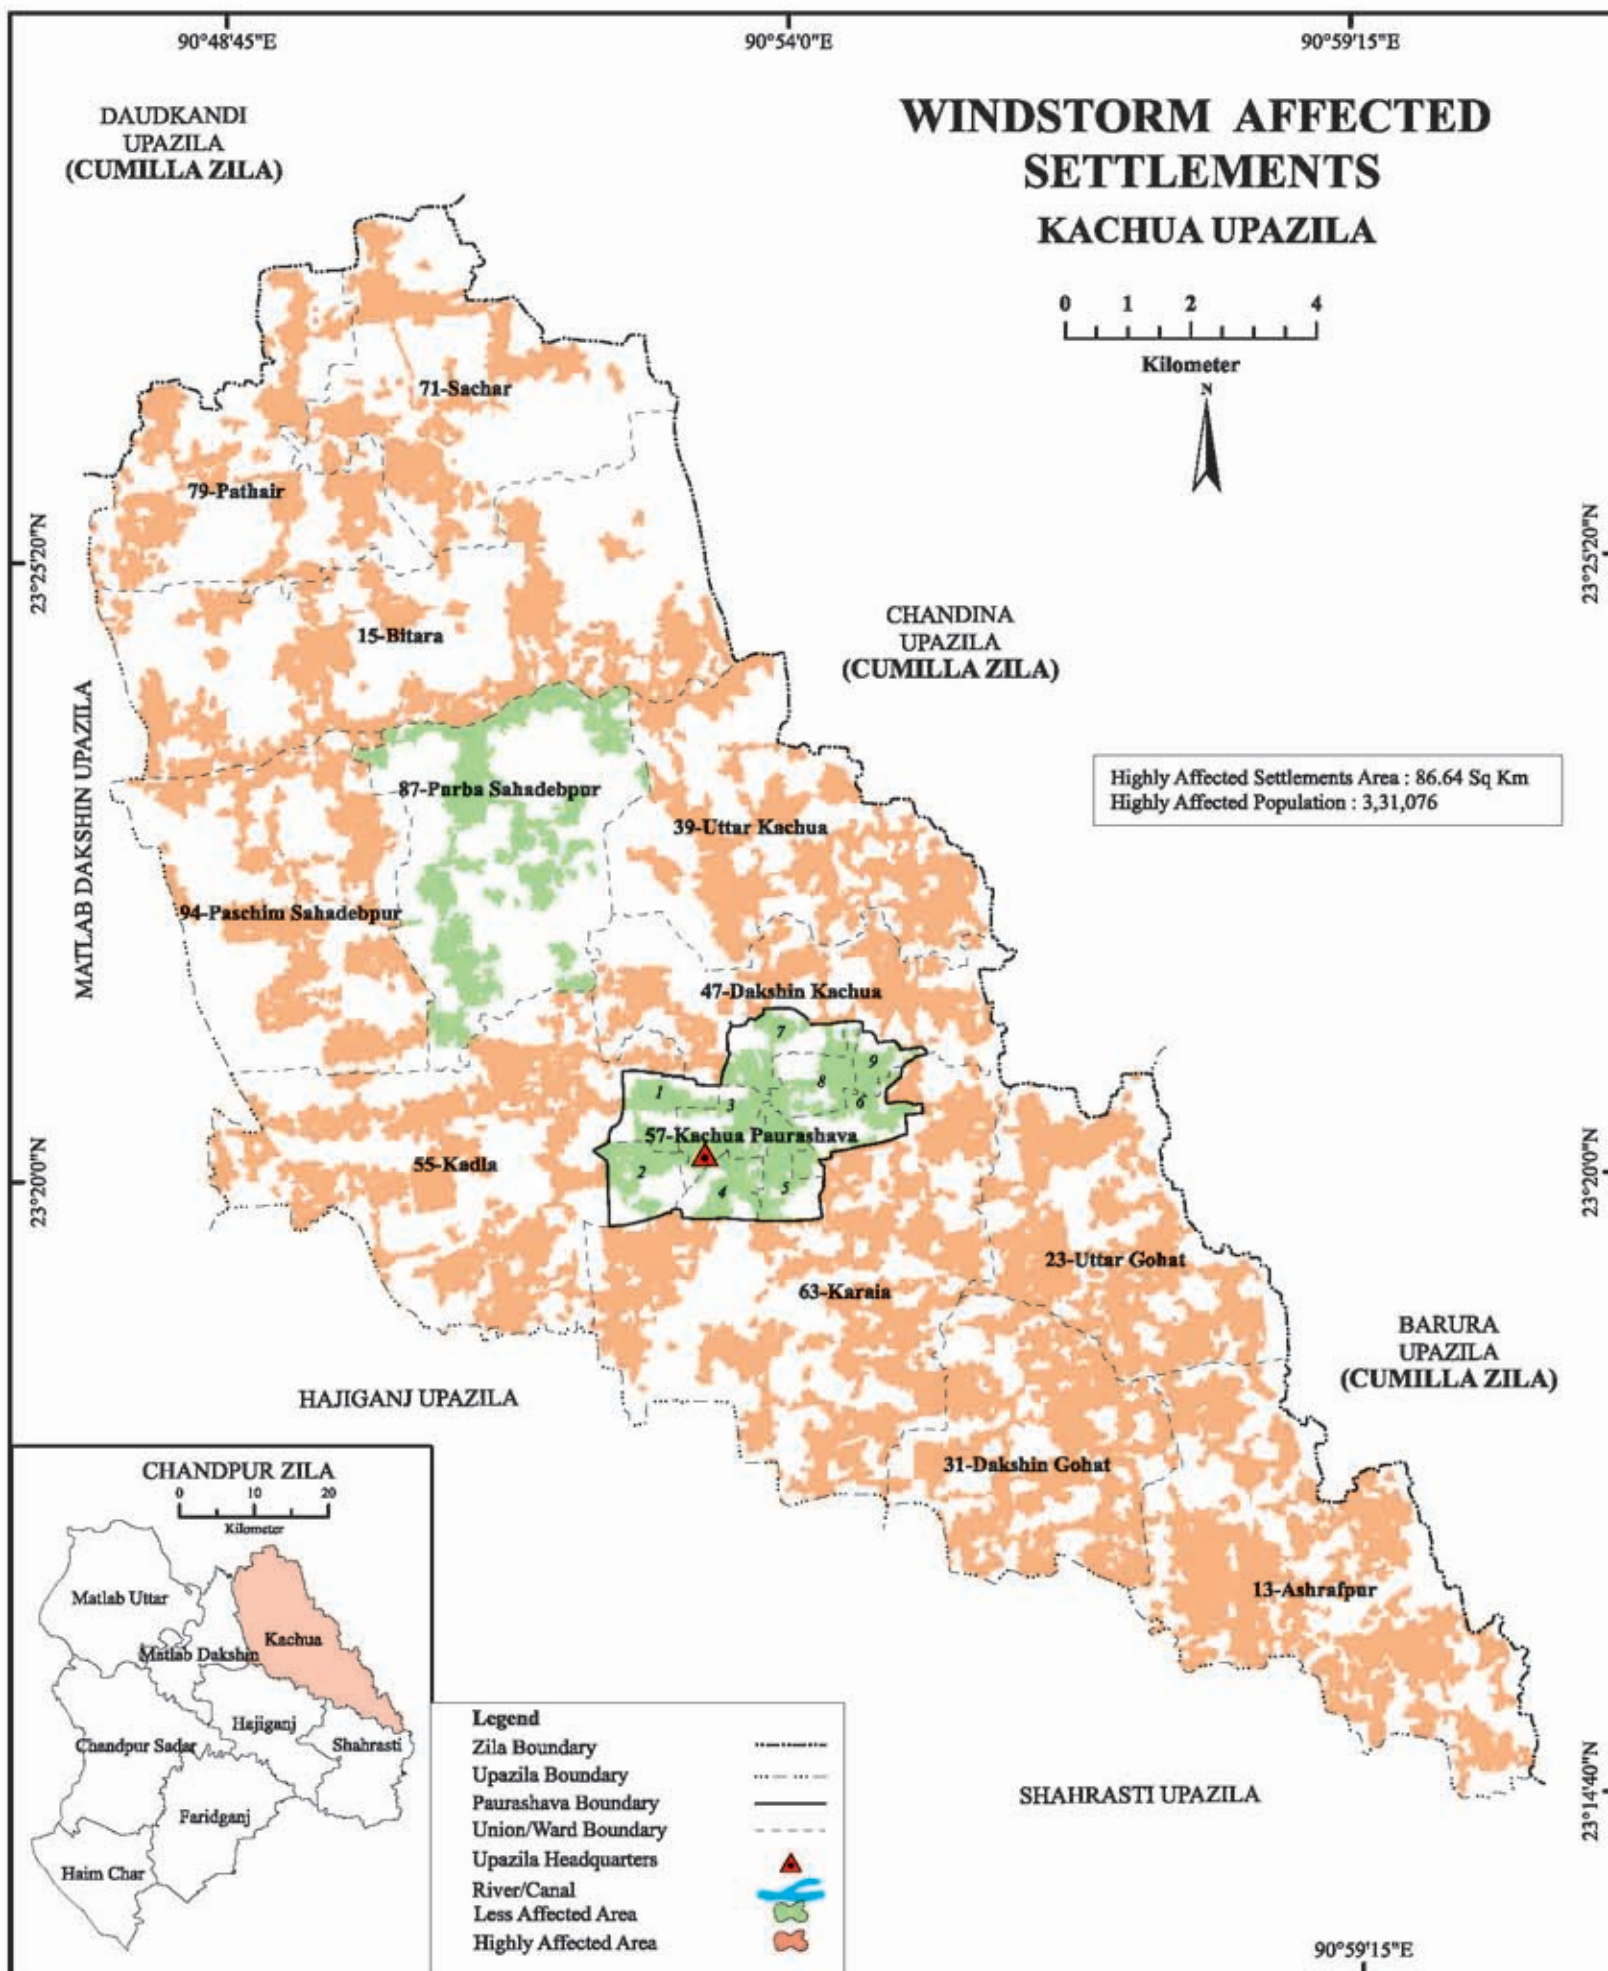 90°48'45"E
90°54'0"E
90°59'15"E
DAUDKANDI
UPAZILA
(CUMILLA ZILA)
WINDSTORM AFFECTED
SETTLEMENTS
KACHUA UPAZILA
0 1 2 4
Kilometer
N
71-Sachar
79-Pathair
23°25'20"N
23°25'20"N
15-Bitara
CHANDINA
UPAZILA
(CUMILLA ZILA)
MATLAB DAKSHIN UPAZILA
Highly Affected Settlements Area : 86.64 Sq Km
Highly Affected Population : 3,31,076
87-Purba Sahadebpur
39-Uttar Kachua
94-Paschim Sahadebpur
47-Dakshin Kachua
7
9
8
1
3
6
57-Kachua Paurashava
55-Kadla
2
4
5
23°20'0"N
23°20'0"N
23-Uttar Gohat
63-Karaia
BARURA
UPAZILA
(CUMILLA ZILA)
HAJIGANJ UPAZILA
31-Dakshin Gohat
13-Ashrafpur
CHANDPUR ZILA
0 10 20
Kilometer
Matlab Uttar
Kachua
Matlab Dakshin
Hajiganj
Chandpur Sadar
Shahrasti
Faridganj
Haim Char
Legend
Zila Boundary
Upazila Boundary
Paurashava Boundary
Union/Ward Boundary
Upazila Headquarters
River/Canal
Less Affected Area
Highly Affected Area
SHAHRASTI UPAZILA
23°14'40"N
90°59'15"E